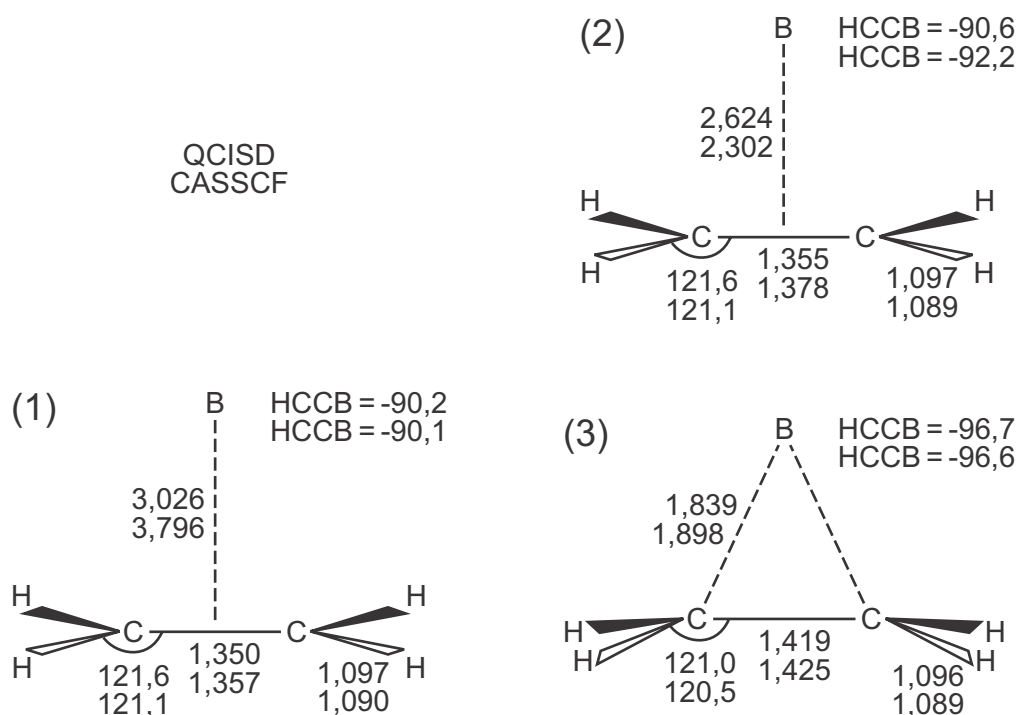 QCISD
CASSCF
(2)
B
HCCB = -90,6
HCCB = -92,2
2,624
2,302
H
H
C
C
H
H
121,6
121,1
1,355
1,378
1,097
1,089
(1)
B
HCCB = -90,2
HCCB = -90,1
3,026
3,796
H
H
C
C
H
H
121,6
121,1
1,350
1,357
1,097
1,090
(3)
B
HCCB = -96,7
HCCB = -96,6
1,839
1,898
H
H
C
C
H
H
121,0
120,5
1,419
1,425
1,096
1,089